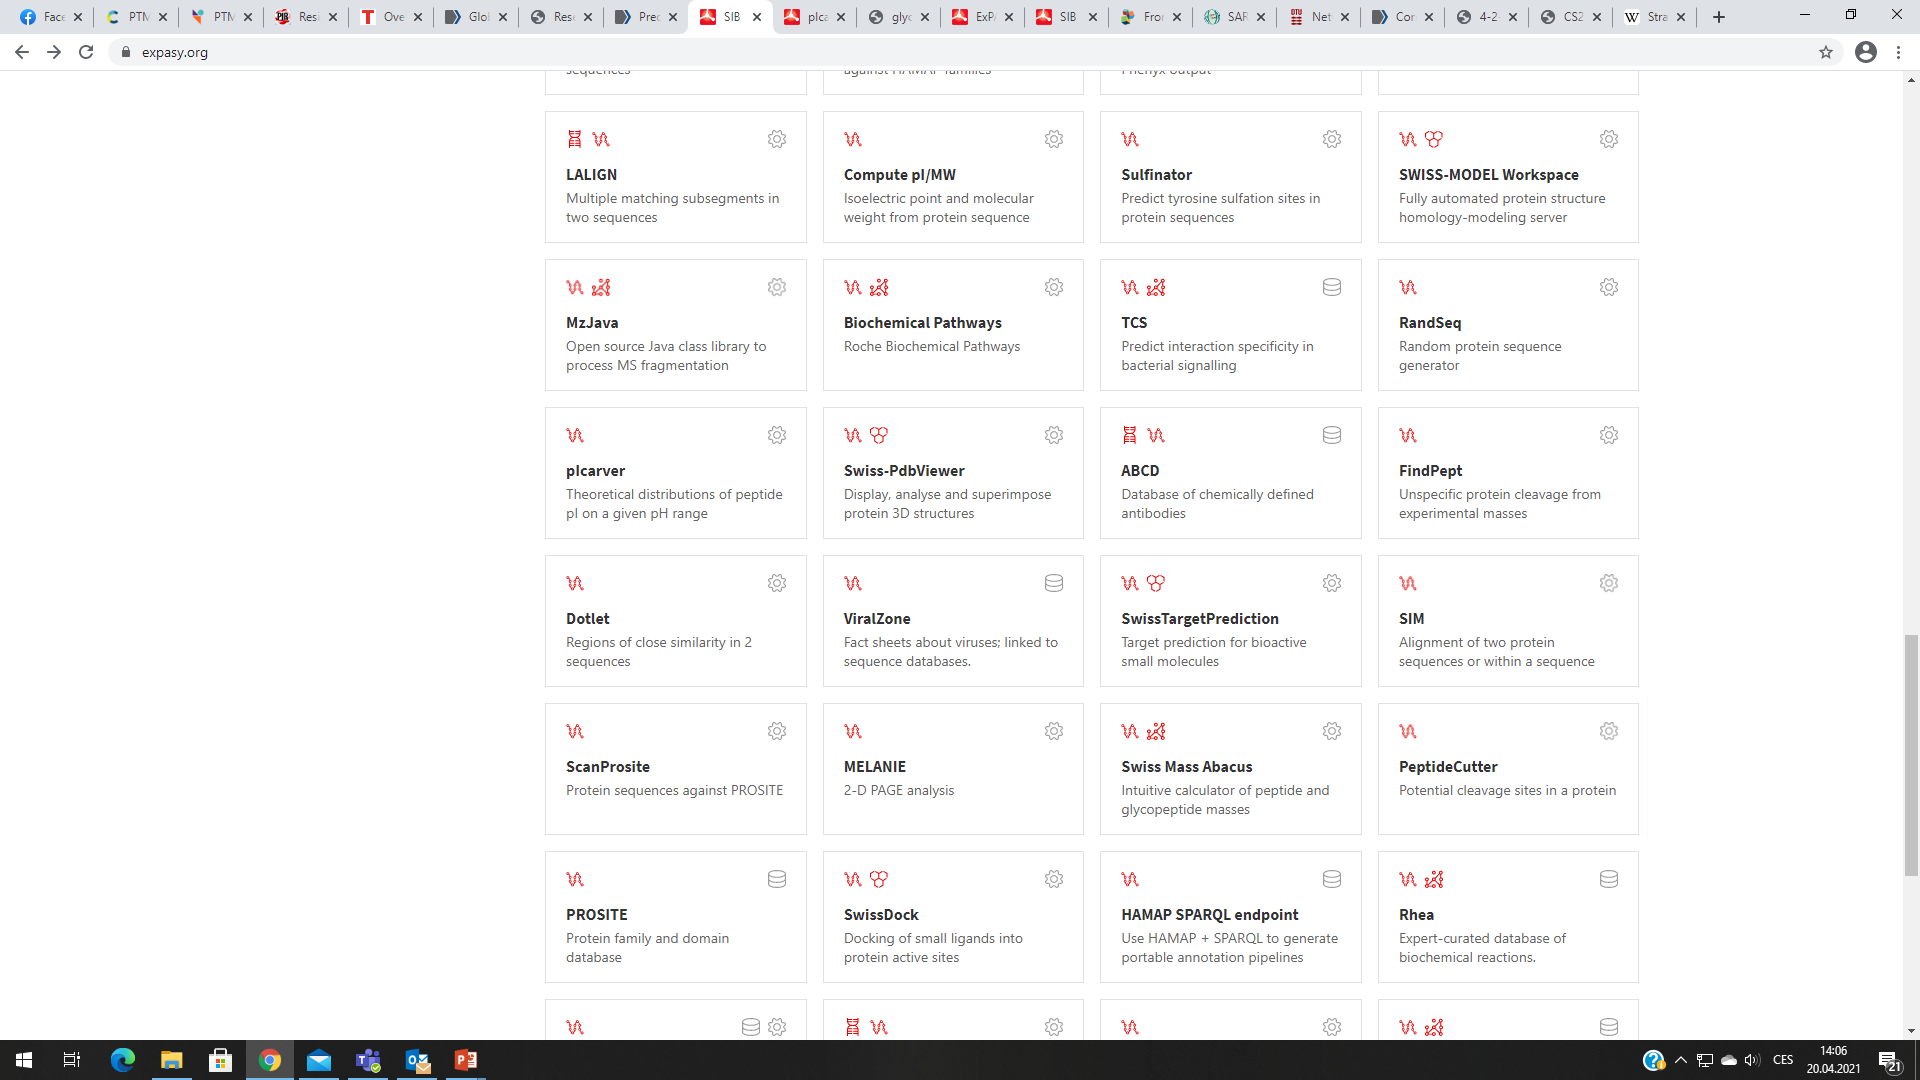 Face
PTM
PTM
Resi
Ove
Glol
Rese
Prec
SIB
pIca
glyc
ExPA
SIB
Fron
SAR
Net
Con
4-2
CS2
Stra
expasy.org
sequences
against HAMAP families
Phenyx output
LALIGN
Multiple matching subsegments in
two sequences
Compute pI/MW
Isoelectric point and molecular
weight from protein sequence
Sulfinator
Predict tyrosine sulfation sites in
protein sequences
SWISS-MODEL Workspace
Fully automated protein structure
homology-modeling server
MzJava
Open source Java class library to
process MS fragmentation
Biochemical Pathways
Roche Biochemical Pathways
TCS
Predict interaction specificity in
bacterial signalling
RandSeq
Random protein sequence
generator
pIcarver
Theoretical distributions of peptide
pI on a given pH range
Swiss-PdbViewer
Display, analyse and superimpose
protein 3D structures
ABCD
Database of chemically defined
antibodies
FindPept
Unspecific protein cleavage from
experimental masses
Dotlet
Regions of close similarity in 2
sequences
ViralZone
Fact sheets about viruses; linked to
sequence databases.
SwissTargetPrediction
Target prediction for bioactive
small molecules
SIM
Alignment of two protein
sequences or within a sequence
ScanProsite
Protein sequences against PROSITE
MELANIE
2-D PAGE analysis
Swiss Mass Abacus
Intuitive calculator of peptide and
glycopeptide masses
PeptideCutter
Potential cleavage sites in a protein
PROSITE
Protein family and domain
database
SwissDock
Docking of small ligands into
protein active sites
HAMAP SPARQL endpoint
Use HAMAP + SPARQL to generate
portable annotation pipelines
Rhea
Expert-curated database of
biochemical reactions.
CES
14:06
20.04.2021
21